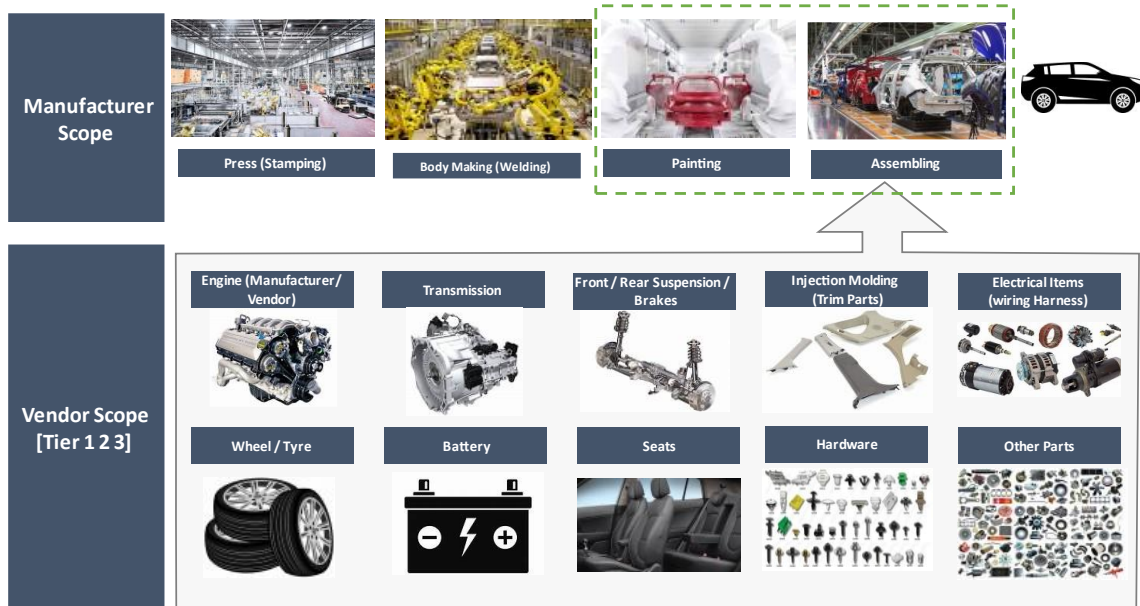 Manufacturer
Scope
Press (Stamping)
Body Making (Welding)
Painting
Assembling
Vendor Scope
[Tier 1 2 3]
Engine (Manufacturer/
Vendor)
Transmission
Front / Rear Suspension /
Brakes
Injection Molding
(Trim Parts)
Electrical Items
(wiring Harness)
Wheel / Tyre
Battery
Seats
Hardware
Other Parts